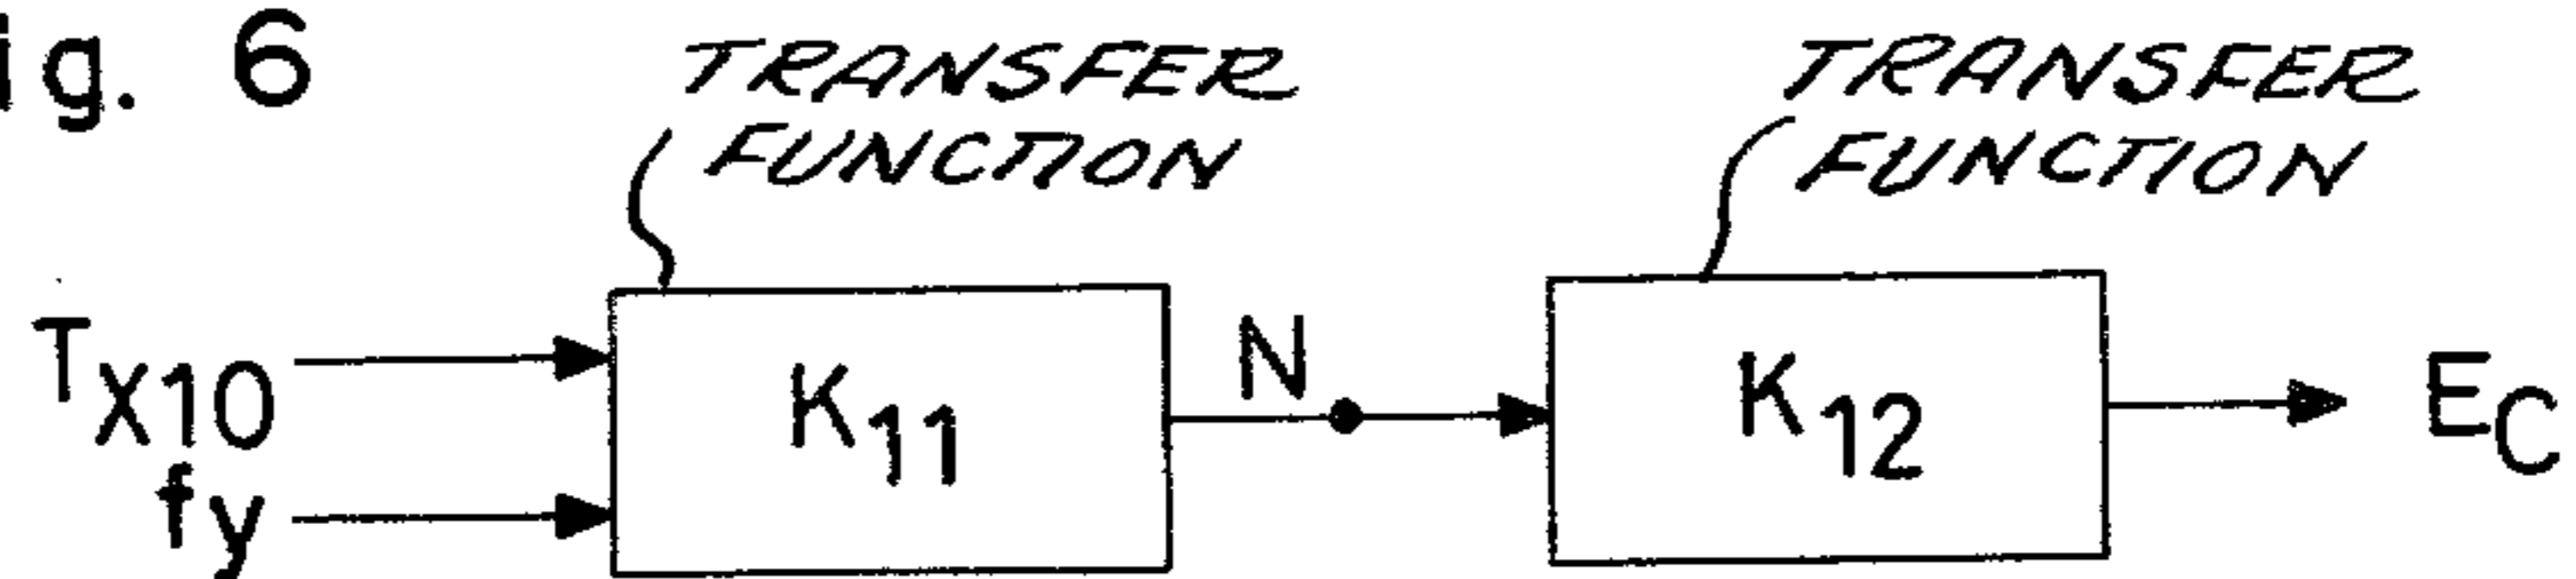 ig. 6
TRANSFER
FUNCTION
TRANSFER
FUNCTION
TX10
fy
K11
N
K12
EC